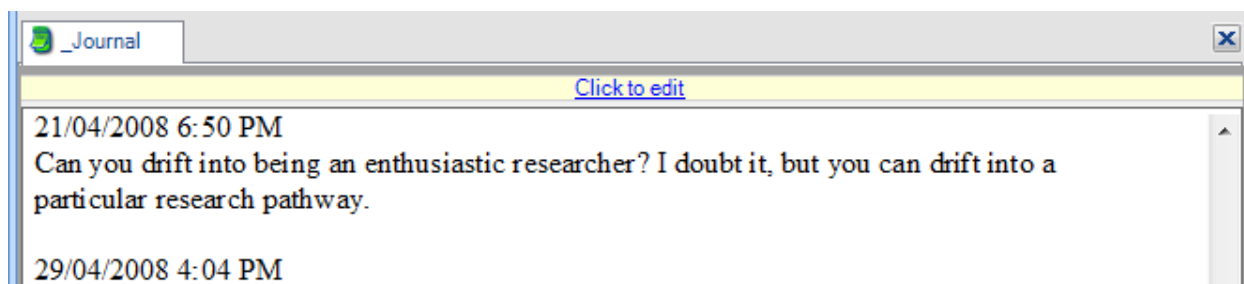 _Journal
Click to edit
21/04/2008 6:50 PM
Can you drift into being an enthusiastic researcher? I doubt it, but you can drift into a
particular research pathway.
29/04/2008 4:04 PM